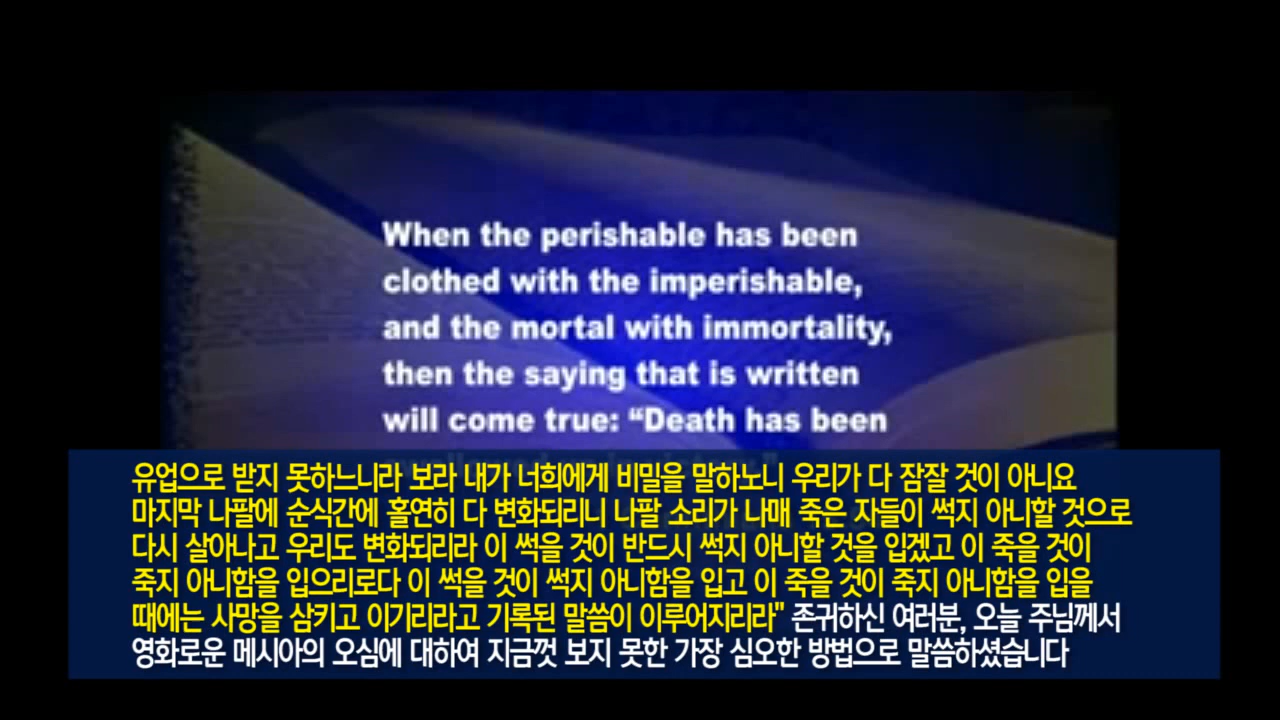 When the perishable has been
clothed with the imperishable,
and the mortal with immortality,
then the saying that is written
will come true: “Death has been
유업으로 받지 못하느니라 보라 내가 너희에게 비밀을 말하노니 우리가 다 잠잘 것이 아니요
마지막 나팔에 순식간에 홀연히 다 변화되리니 나팔 소리가 나매 죽은 자들이 썩지 아니할 것으로
다시 살아나고 우리도 변화되리라 이 썩을 것이 반드시 썩지 아니할 것을 입겠고 이 죽을 것이
죽지 아니함을 입으리로다 이 썩을 것이 썩지 아니함을 입고 이 죽을 것이 죽지 아니함을 입을
때에는 사망을 삼키고 이기리라고 기록된 말씀이 이루어지리라" 존귀하신 여러분, 오늘 주님께서
영화로운 메시아의 오심에 대하여 지금껏 보지 못한 가장 심오한 방법으로 말씀하셨습니다